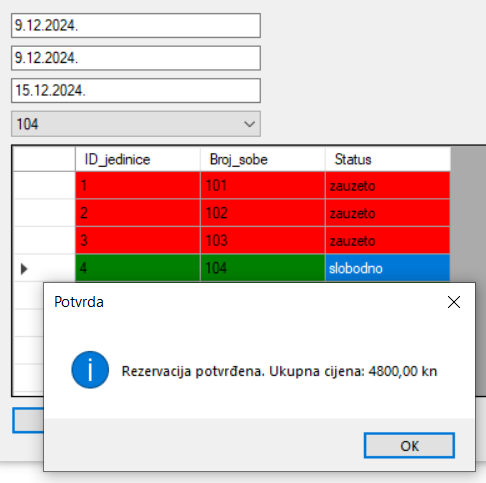 9.12.2024.
9.12.2024.
15.12.2024.
104
ID_jedinice Broj_sobe Status
1 101 zauzeto
2 102 zauzeto
3 103 zauzeto
4 104 slobodno
Potvrda
Rezervacija potvrđena. Ukupna cijena: 4800,00 kn
OK